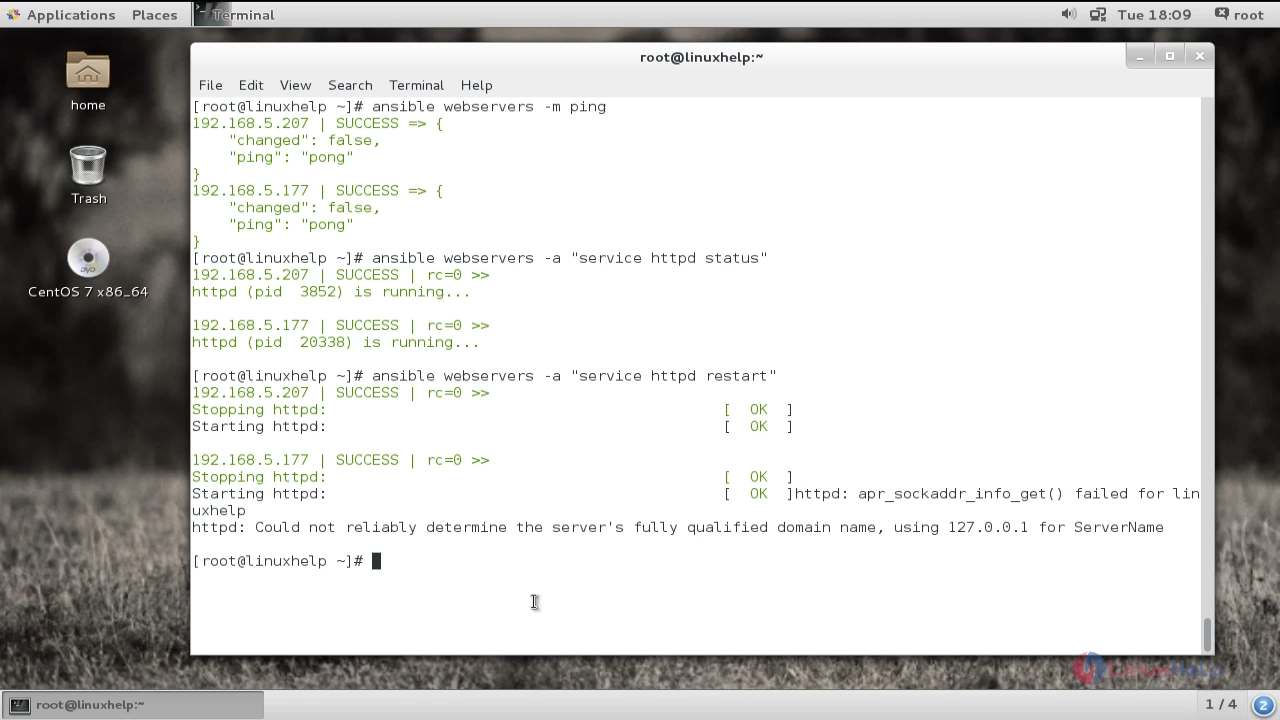 Applications Places Terminal Tue 18:09 root
root@linuxhelp:~
File Edit View Search Terminal Help
home
Trash
CentOS 7 x86_64
[root@linuxhelp ~]# ansible webservers -m ping
192.168.5.207 | SUCCESS => {
    "changed": false,
    "ping": "pong"
}
192.168.5.177 | SUCCESS => {
    "changed": false,
    "ping": "pong"
}
[root@linuxhelp ~]# ansible webservers -a "service httpd status"
192.168.5.207 | SUCCESS | rc=0 >>
httpd (pid  3852) is running...
192.168.5.177 | SUCCESS | rc=0 >>
httpd (pid  20338) is running...
[root@linuxhelp ~]# ansible webservers -a "service httpd restart"
192.168.5.207 | SUCCESS | rc=0 >>
Stopping httpd:                                            [  OK  ]
Starting httpd:                                            [  OK  ]
192.168.5.177 | SUCCESS | rc=0 >>
Stopping httpd:                                            [  OK  ]
Starting httpd:                                            [  OK  ]httpd: apr_sockaddr_info_get() failed for lin
uxhelp
httpd: Could not reliably determine the server's fully qualified domain name, using 127.0.0.1 for ServerName
[root@linuxhelp ~]#
LinuxHelp
root@linuxhelp:~ 1 / 4 2